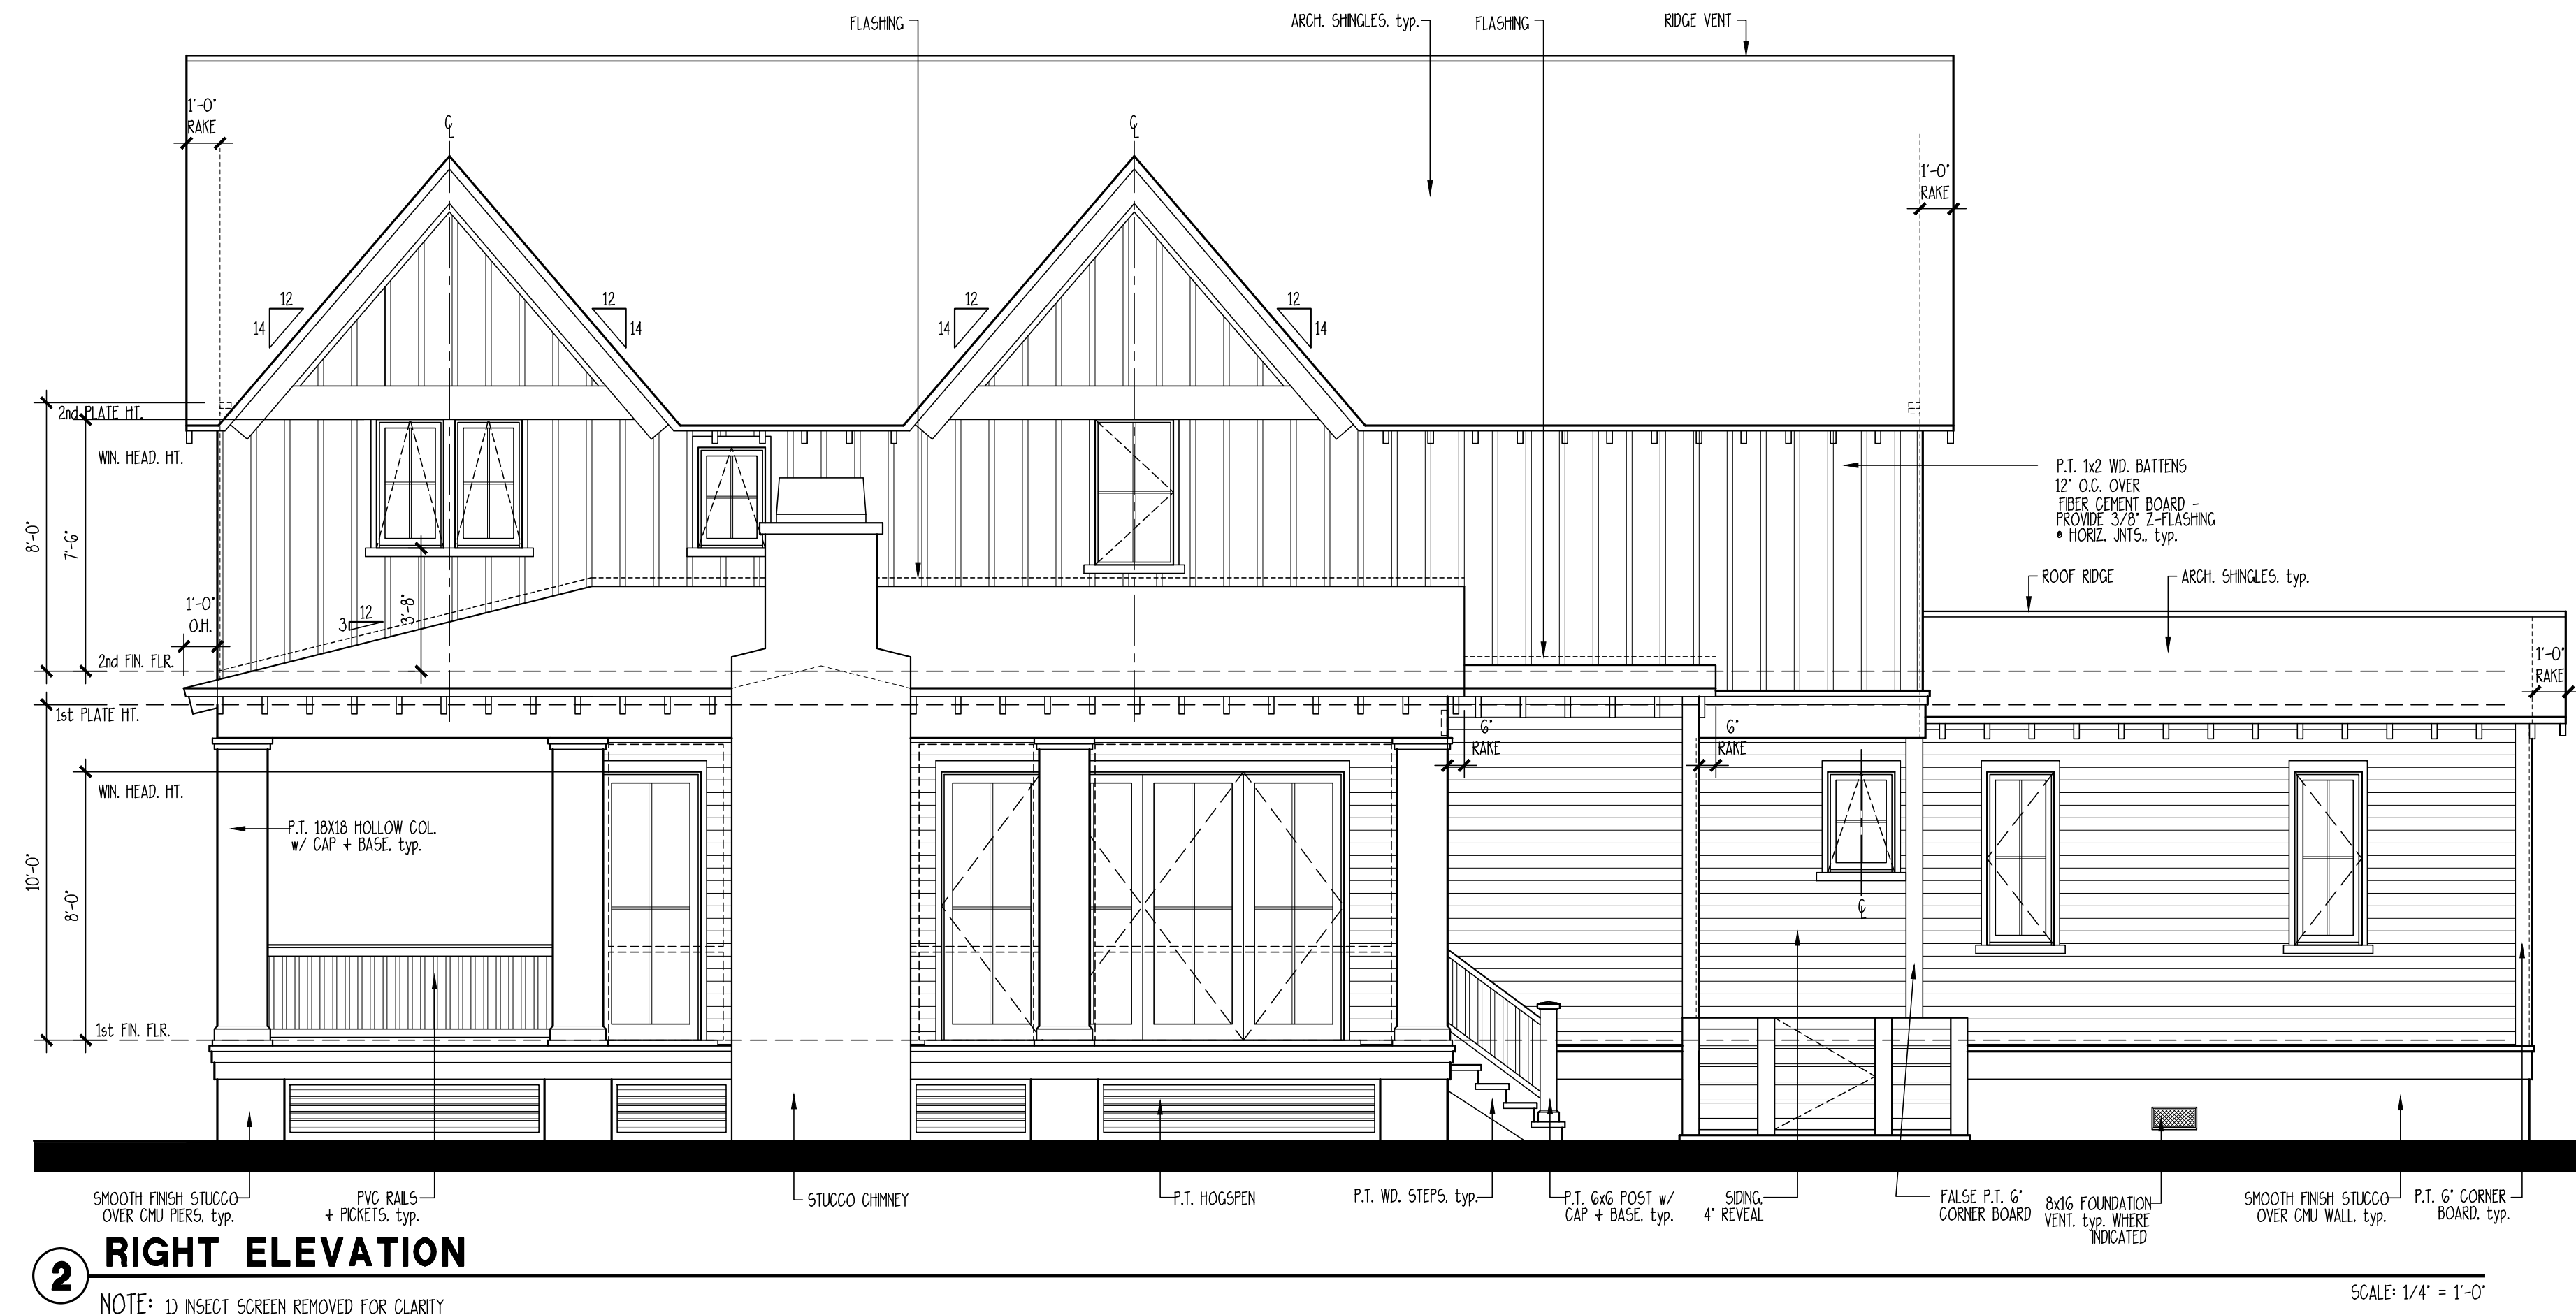 FLASHING
ARCH. SHINGLES, typ.
FLASHING
RIDGE VENT
1'-0"
RAKE
℄
℄
1'-0"
RAKE
12
14
12
14
12
14
12
14
2nd PLATE HT.
WIN. HEAD. HT.
8'-0"
7'-6"
P.T. 1x2 WD. BATTENS
12" O.C. OVER
FIBER CEMENT BOARD -
PROVIDE 3/8" Z-FLASHING
@ HORIZ. JNTS., typ.
ROOF RIDGE
ARCH. SHINGLES, typ.
1'-0"
O.H.
12
3
3'-8"
2nd FIN. FLR.
1'-0"
RAKE
1st PLATE HT.
6"
RAKE
6"
RAKE
WIN. HEAD. HT.
P.T. 18X18 HOLLOW COL.
w/ CAP + BASE, typ.
10'-0"
8'-0"
℄
1st FIN. FLR.
SMOOTH FINISH STUCCO
OVER CMU PIERS, typ.
PVC RAILS
+ PICKETS, typ.
STUCCO CHIMNEY
P.T. HOGSPEN
P.T. WD. STEPS, typ.
P.T. 6x6 POST w/
CAP + BASE, typ.
SIDING,
4" REVEAL
FALSE P.T. 6"
CORNER BOARD
8x16 FOUNDATION
VENT, typ. WHERE
INDICATED
SMOOTH FINISH STUCCO
OVER CMU WALL, typ.
P.T. 6" CORNER
BOARD, typ.
2 RIGHT ELEVATION
SCALE: 1/4" = 1'-0"
NOTE: 1) INSECT SCREEN REMOVED FOR CLARITY